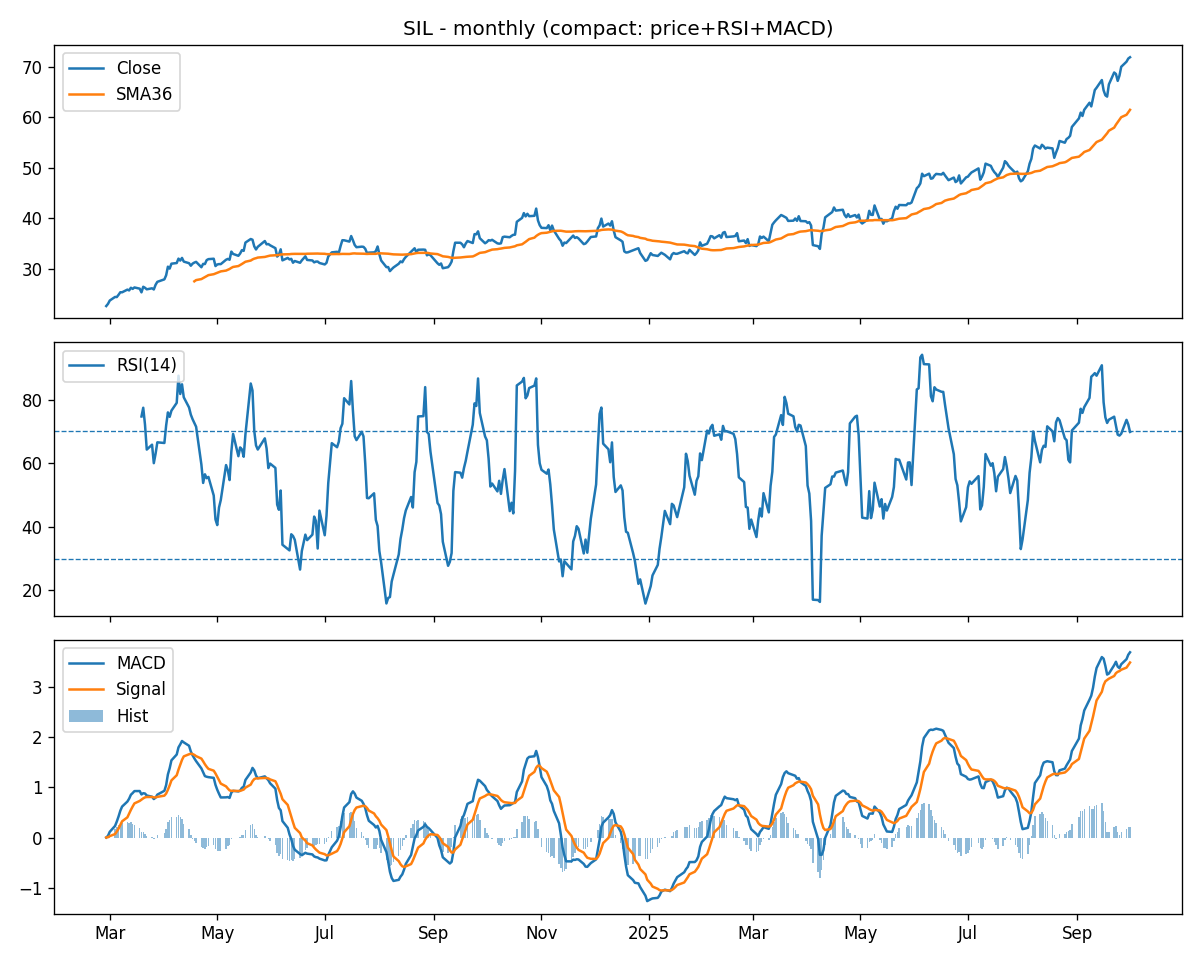 SIL - monthly (compact: price+RSI+MACD)
Close
SMA36
70
60
50
40
30
RSI(14)
80
60
40
20
MACD
Signal
Hist
3
2
1
0
−1
Mar
May
Jul
Sep
Nov
2025
Mar
May
Jul
Sep